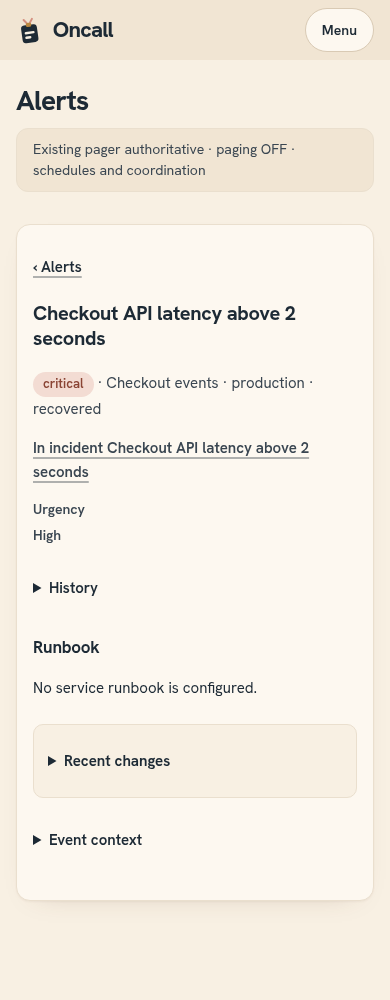 Oncall
Menu
Alerts
Existing pager authoritative · paging OFF ·
schedules and coordination
‹ Alerts
Checkout API latency above 2
seconds
critical · Checkout events · production ·
recovered
In incident Checkout API latency above 2
seconds
Urgency
High
History
Runbook
No service runbook is configured.
Recent changes
Event context